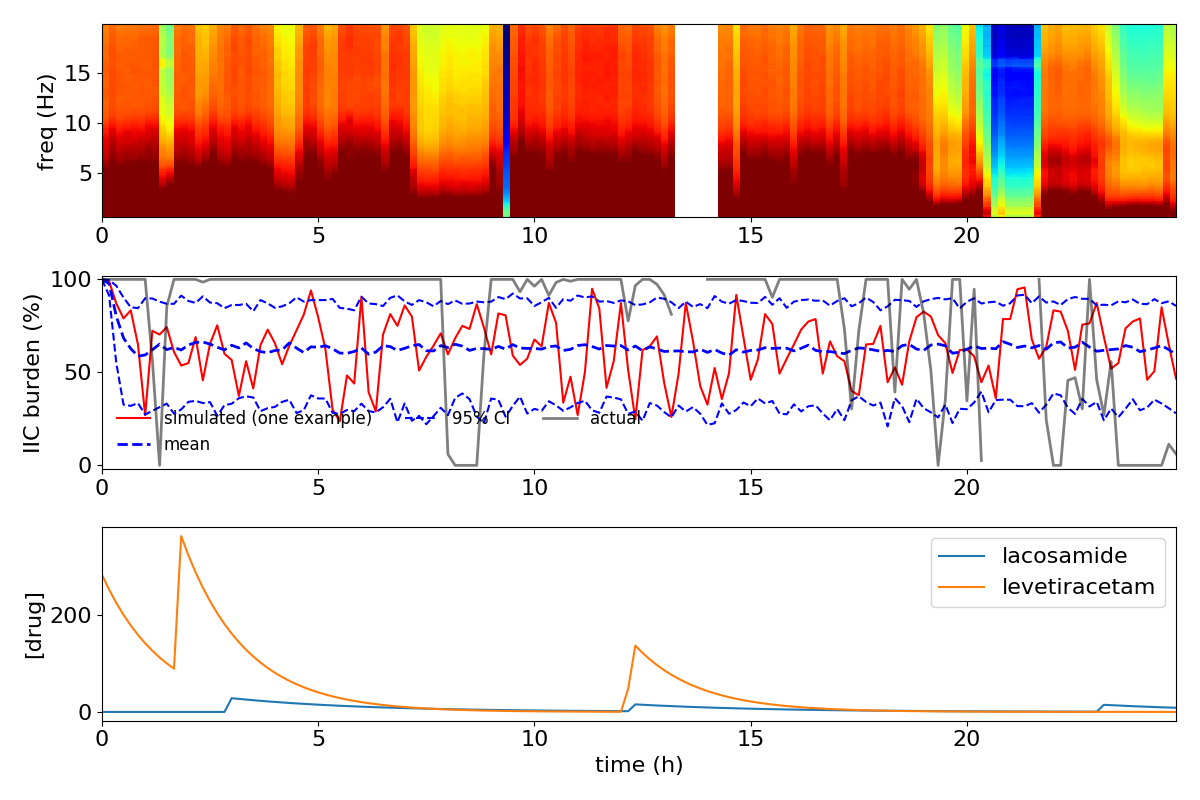 freq (Hz)
15
10
5
0 5 10 15 20
IIC burden (%)
100
50
0
simulated (one example) 95% CI actual
mean
0 5 10 15 20
[drug]
200
0
lacosamide
levetiracetam
0 5 10 15 20
time (h)